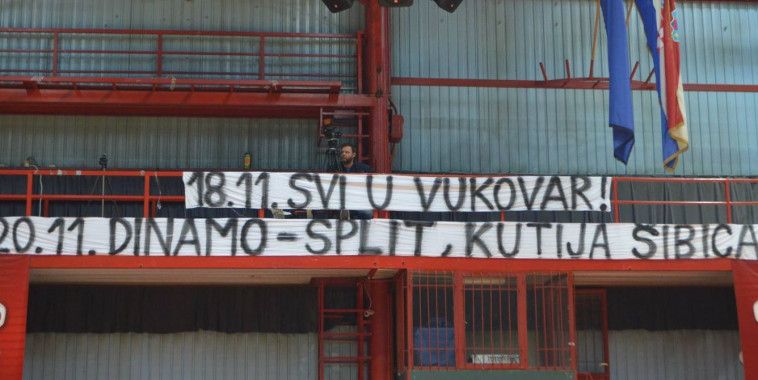 18.11. SVI U VUKOVAR!
20.11. DINAMO - SPLIT, KUTIJA ŠIBICA